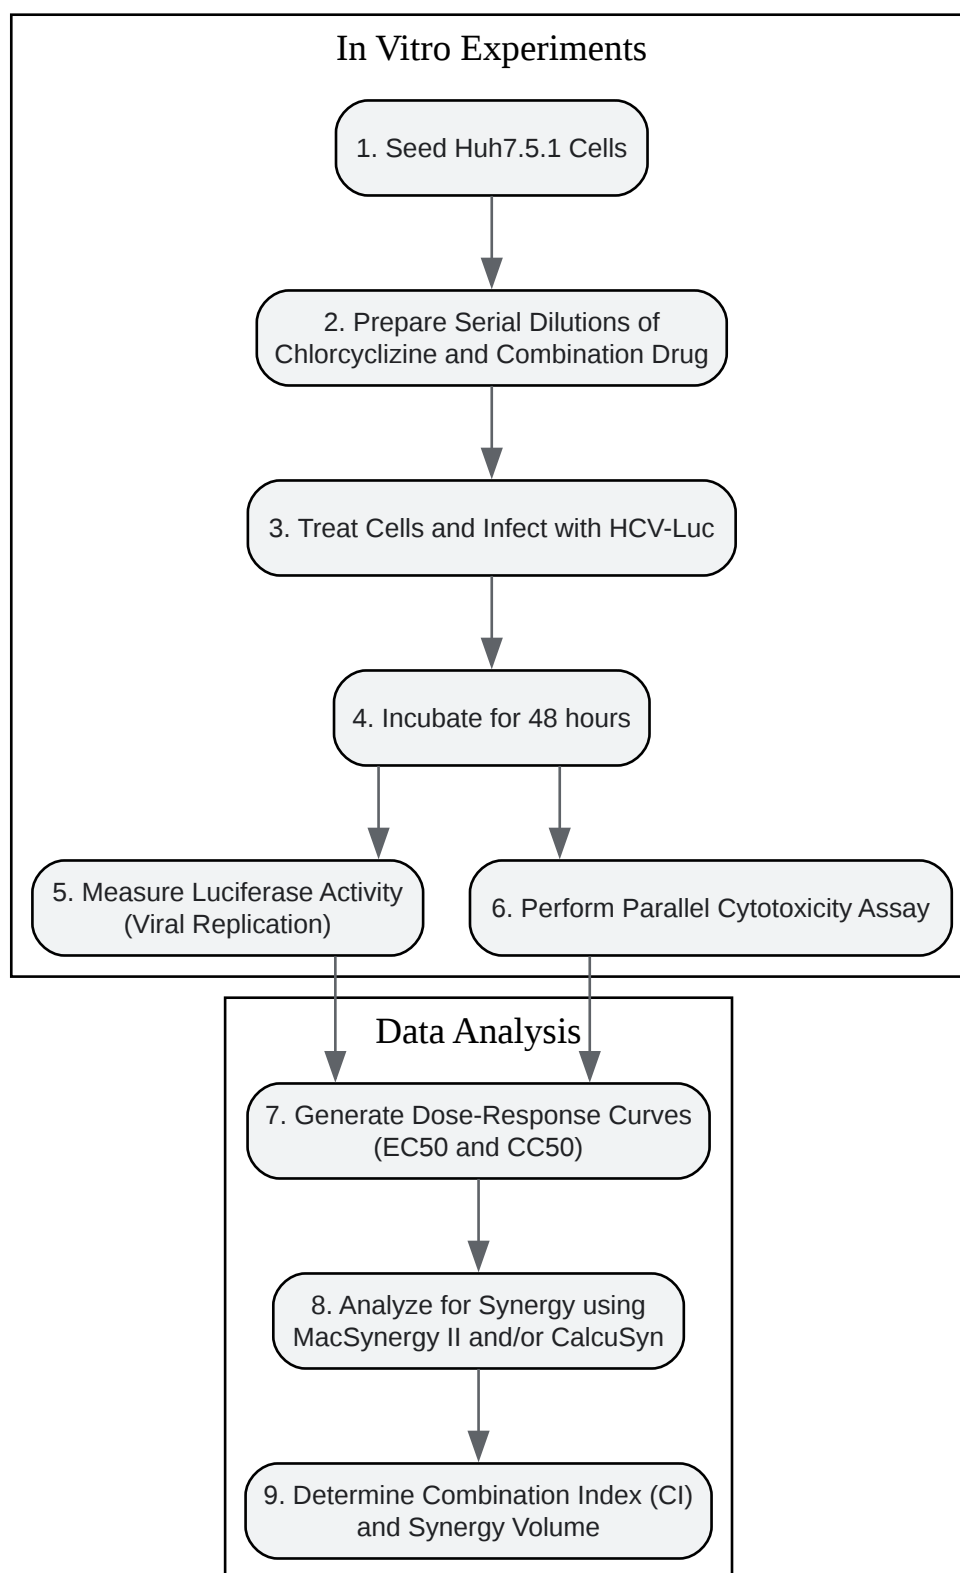 In Vitro Experiments
1. Seed Huh7.5.1 Cells
2. Prepare Serial Dilutions of
Chlorcyclizine and Combination Drug
3. Treat Cells and Infect with HCV-Luc
4. Incubate for 48 hours
5. Measure Luciferase Activity
(Viral Replication)
6. Perform Parallel Cytotoxicity Assay
Data Analysis
7. Generate Dose-Response Curves
(EC50 and CC50)
8. Analyze for Synergy using
MacSynergy II and/or CalcuSyn
9. Determine Combination Index (CI)
and Synergy Volume